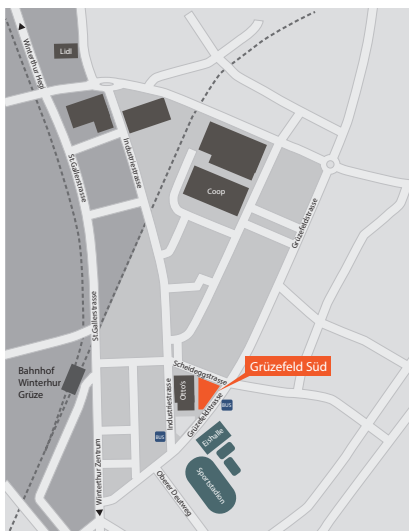 Winterthur Hegi
Lidl
St.Gallerstrasse
Industriestrasse
Coop
Grüzefeldstrasse
St.Gallerstrasse
Scheideggstrasse
Grüzefeld Süd
Bahnhof
Winterhur
Grüze
Otto's
Industriestrasse
Grüzefeldstrasse
BUS
BUS
Eishalle
Winterthur Zentrum
Oberer Deutweg
Sportstadion